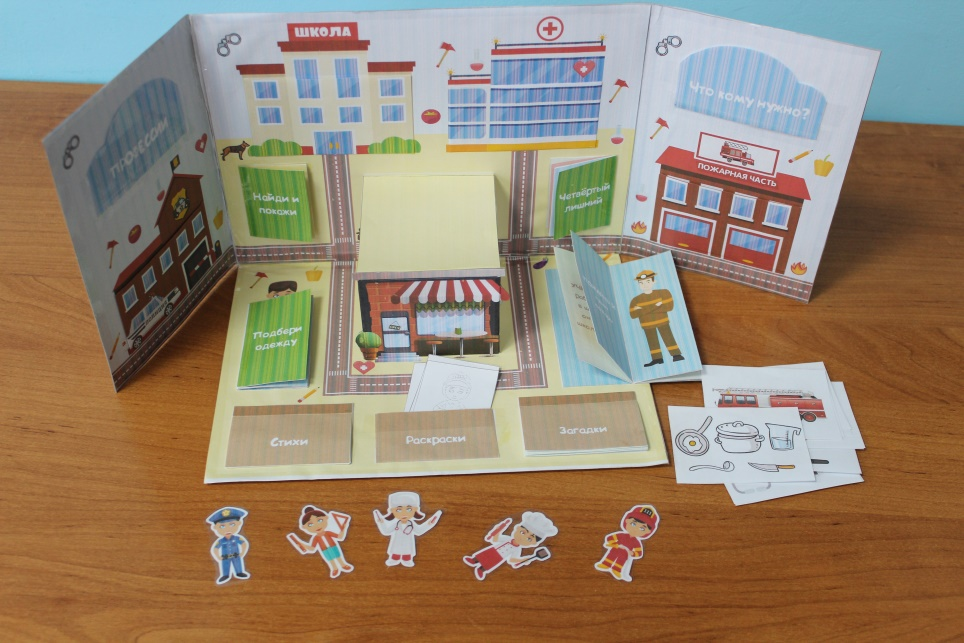 ШКОЛА
Что кому нужно?
ПРОФЕССИИ
ПОЖАРНАЯ ЧАСТЬ
Найди и
покажи
Четвёртый
лишний
Подбери
одежду
Стихи
Раскраски
Загадки